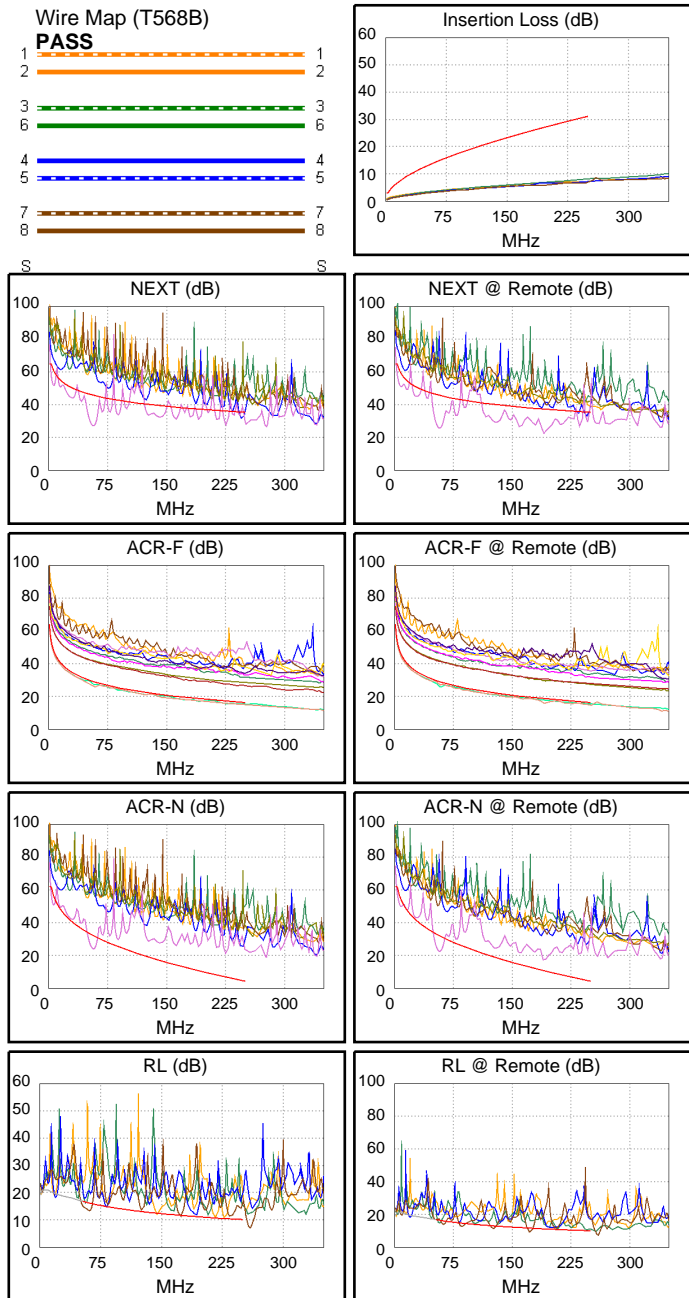 Wire Map (T568B)
PASS
1 1
2 2
3 3
6 6
4 4
5 5
7 7
8 8
S S
Insertion Loss (dB)
60
50
40
30
20
10
0
0 75 150 225 300
MHz
NEXT (dB)
100
80
60
40
20
0
0 75 150 225 300
MHz
NEXT @ Remote (dB)
100
80
60
40
20
0
0 75 150 225 300
MHz
ACR-F (dB)
100
80
60
40
20
0
0 75 150 225 300
MHz
ACR-F @ Remote (dB)
100
80
60
40
20
0
0 75 150 225 300
MHz
ACR-N (dB)
100
80
60
40
20
0
0 75 150 225 300
MHz
ACR-N @ Remote (dB)
100
80
60
40
20
0
0 75 150 225 300
MHz
RL (dB)
60
50
40
30
20
10
0
0 75 150 225 300
MHz
RL @ Remote (dB)
100
80
60
40
20
0
0 75 150 225 300
MHz